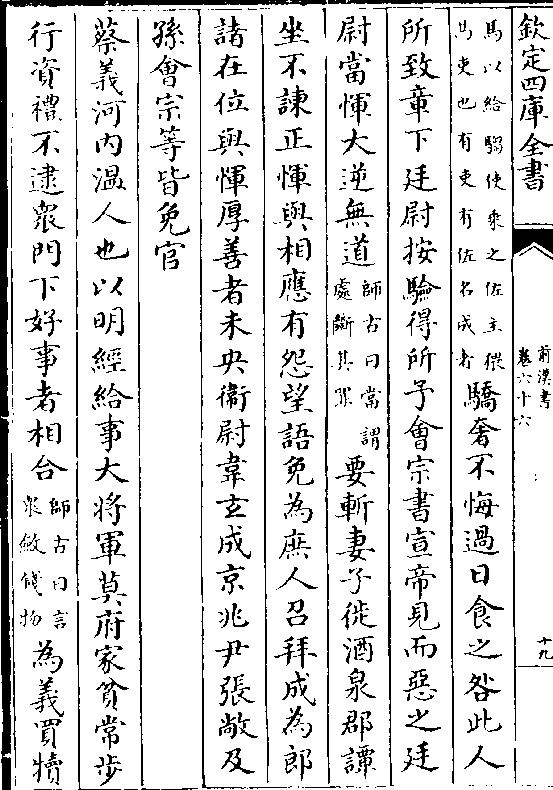 欽定四庫全書
前漢書
卷六十六
十九
馬以給騶使乘之佐主猥
馬吏也有吏有佐名成者
驕奢不悔過日食之咎此人
所致章下廷尉按驗得所予會宗書宣帝見而惡之廷
尉當惲大逆無道師古曰當謂
處斷其罪要斬妻子徙酒泉郡譚
坐不諫正惲與相應有怨望語免為庶人召拜成為郎
諸在位與惲厚善者未央衛尉韋玄成京兆尹張敞及
孫會宗等皆免官
蔡義河內溫人也以明經給事大將軍莫府家貧常步
行資禮不逮衆門下好事者相合師古曰言
衆斂錢物為義買犢